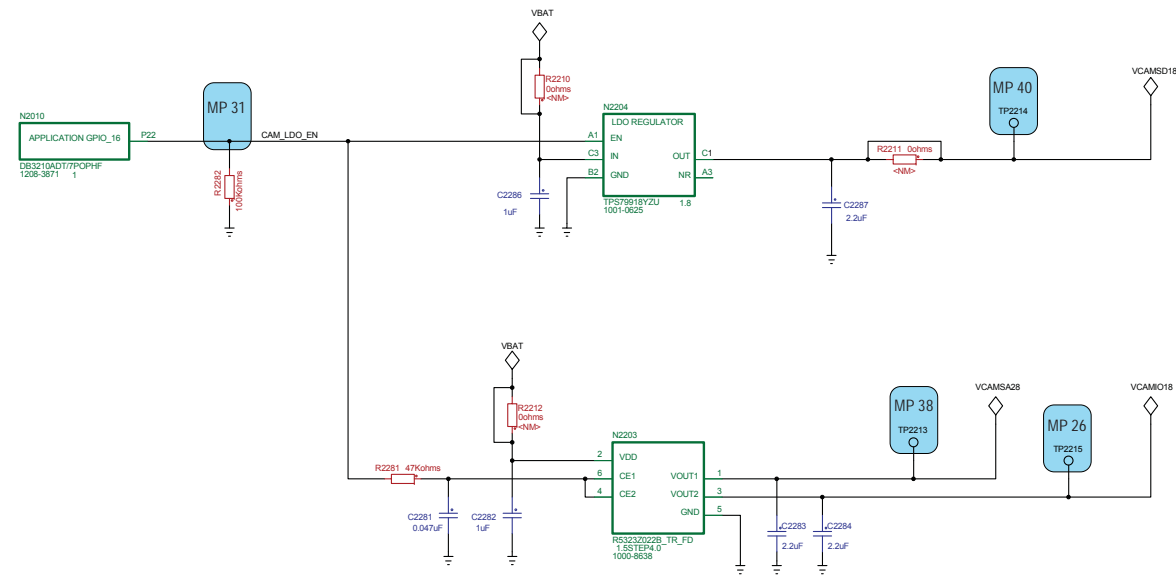 VBAT
R2210
0ohms
<NM>
VCAMSD18
MP 40
TP2214
MP 31
N2010
APPLICATION GPIO_16
P22
CAM_LDO_EN
DB3210ADT/7POPHF
1208-3871
1
R2282
100Kohms
N2204
LDO REGULATOR
A1
EN
C3
IN
OUT
C1
B2
GND
NR
A3
TPS79918YZU
1.8
1001-0625
C2286
1uF
R2211 0ohms
<NM>
C2287
2.2uF
VBAT
R2212
0ohms
<NM>
VCAMSA28
VCAMIO18
MP 38
TP2213
MP 26
TP2215
N2203
2
VDD
6
CE1
VOUT1
1
4
CE2
VOUT2
3
GND
5
R5323Z022B_TR_FD
1.5STEP4.0
1000-8638
R2281 47Kohms
C2281
0.047uF
C2282
1uF
C2283
2.2uF
C2284
2.2uF